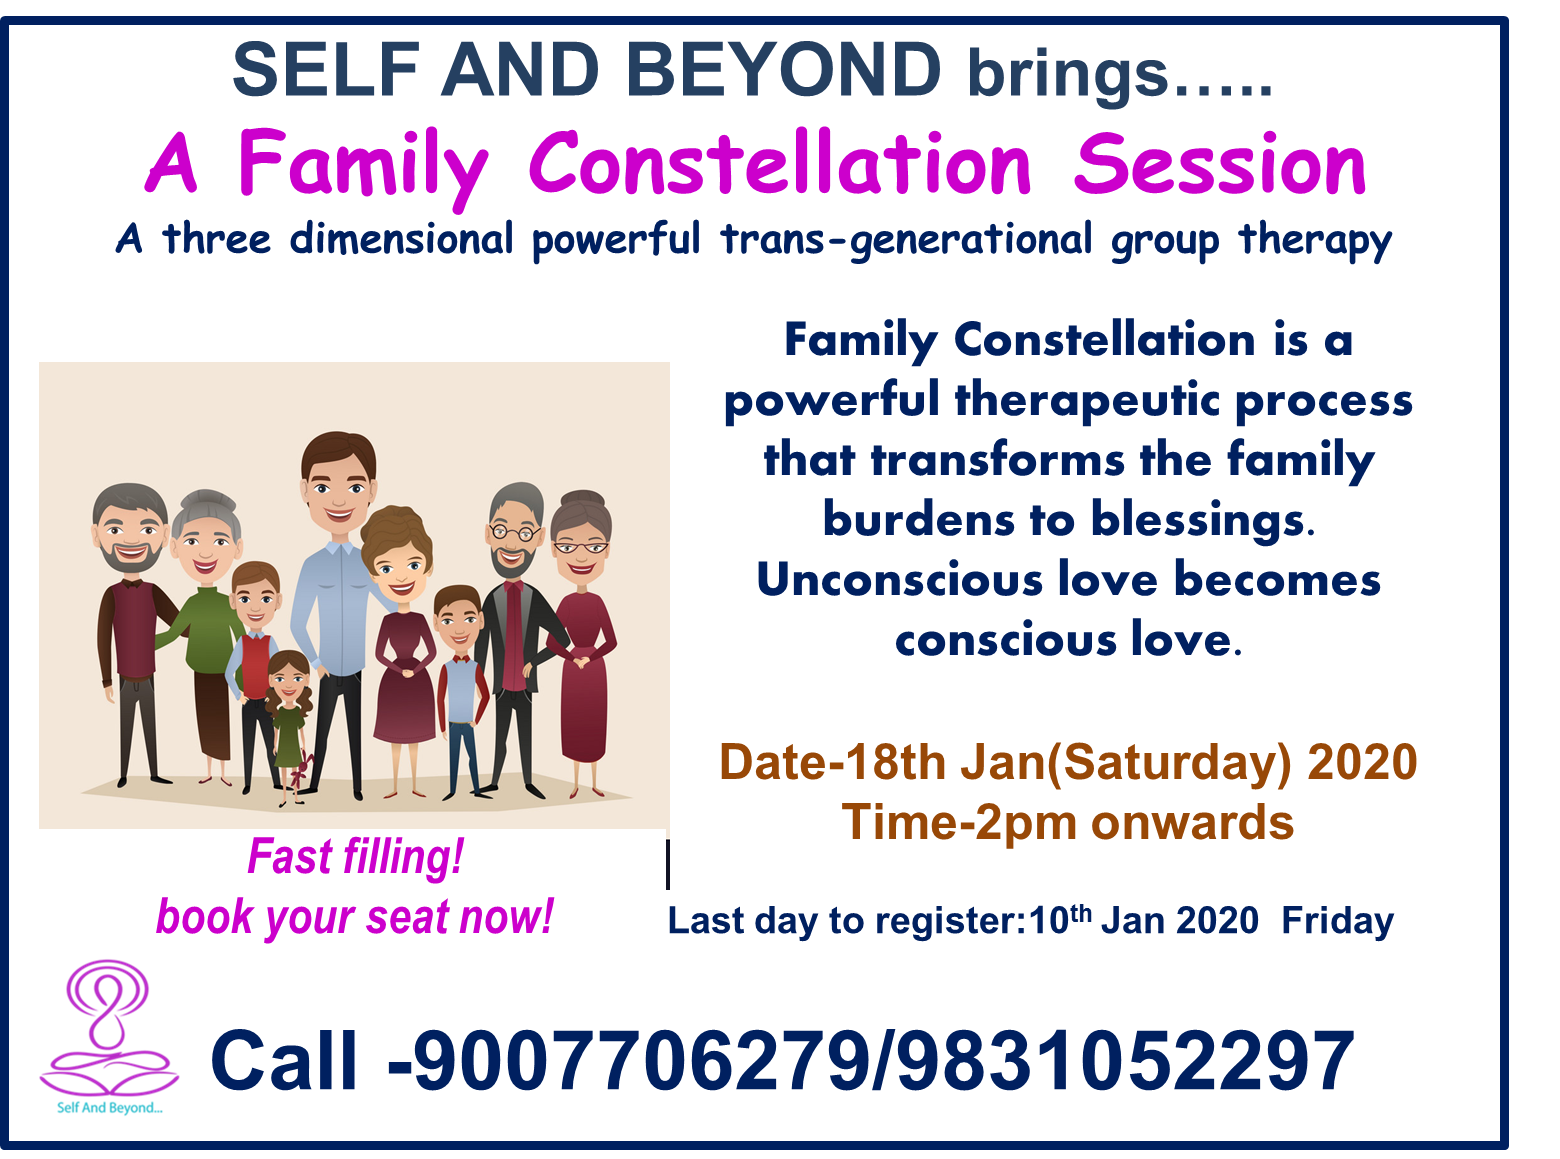 SELF AND BEYOND brings…..
A Family Constellation Session
A three dimensional powerful trans-generational group therapy
Family Constellation is a
powerful therapeutic process
that transforms the family
burdens to blessings.
Unconscious love becomes
conscious love.
Date-18th Jan(Saturday) 2020
Time-2pm onwards
Fast filling!
book your seat now!
Last day to register:10th Jan 2020 Friday
Call -9007706279/9831052297
Self And Beyond...